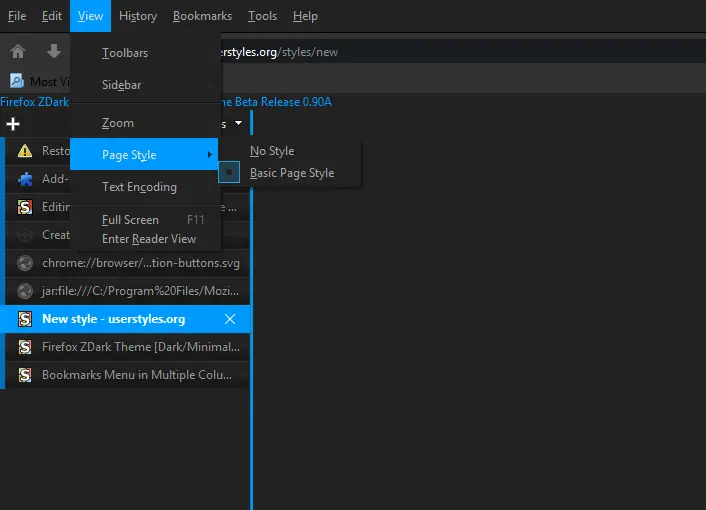 File Edit View History Bookmarks Tools Help
Toolbars
erstyles.org/styles/new
Sidebar
Most Vi
Firefox ZDark
ne Beta Release 0.90A
Zoom
s
Page Style
No Style
Basic Page Style
Resto
Add-
Text Encoding
Editin
...
Full Screen F11
Creat
Enter Reader View
chrome://browser/...tion-buttons.svg
jar:file:///C:/Program%20Files/Mozi...
New style - userstyles.org
Firefox ZDark Theme [Dark/Minimal...
Bookmarks Menu in Multiple Colu...